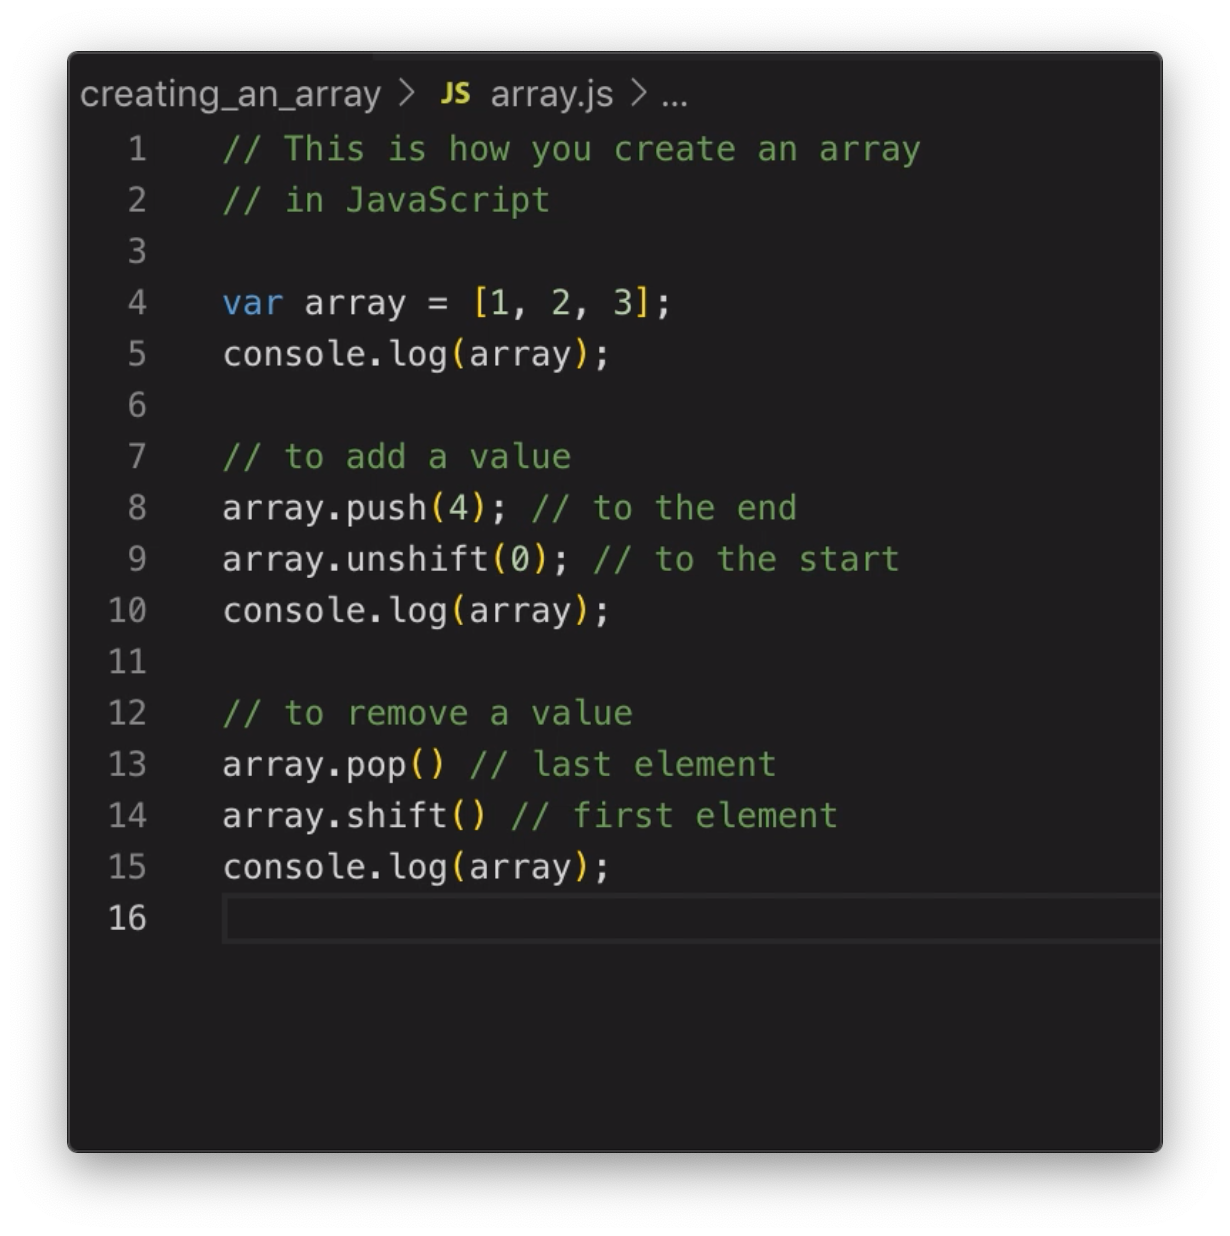 creating_an_array > JS array.js > ...
1 // This is how you create an array
2 // in JavaScript
3
4 var array = [1, 2, 3];
5 console.log(array);
6
7 // to add a value
8 array.push(4); // to the end
9 array.unshift(0); // to the start
10 console.log(array);
11
12 // to remove a value
13 array.pop() // last element
14 array.shift() // first element
15 console.log(array);
16